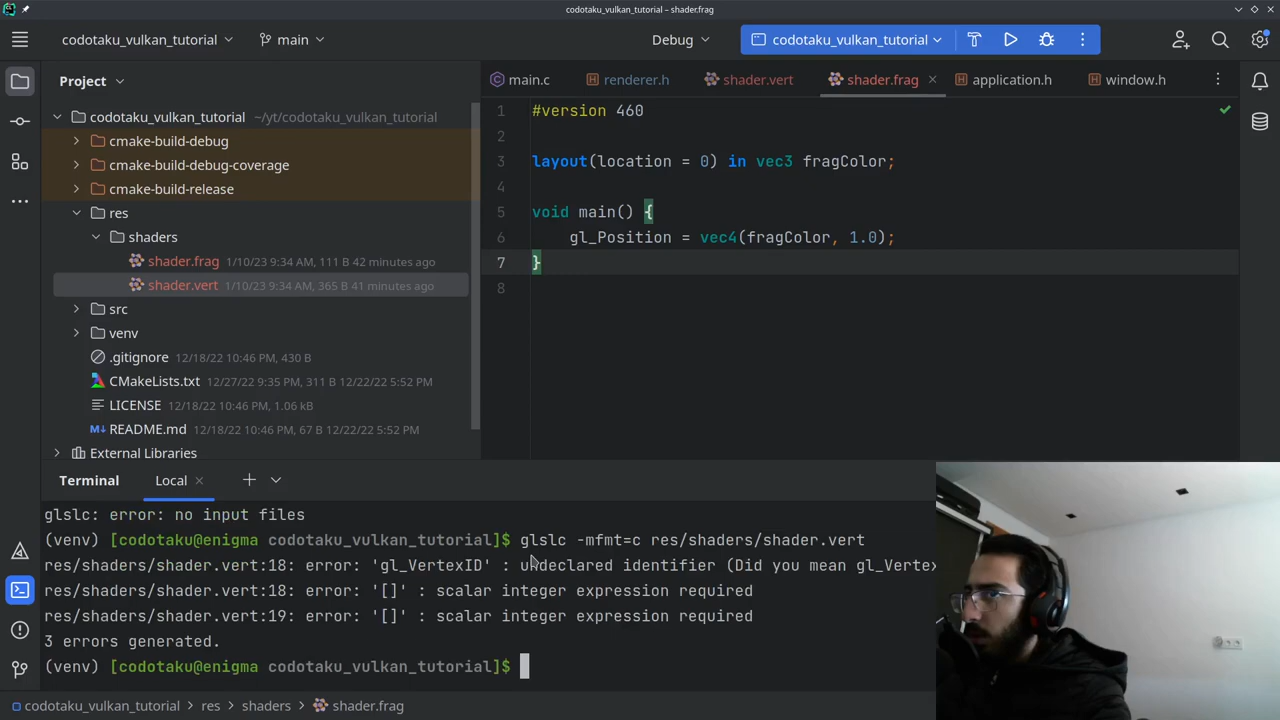 codotaku_vulkan_tutorial – shader.frag
codotaku_vulkan_tutorial
main
Debug
codotaku_vulkan_tutorial
Project
main.c
renderer.h
shader.vert
shader.frag
application.h
window.h
codotaku_vulkan_tutorial ~/yt/codotaku_vulkan_tutorial
cmake-build-debug
cmake-build-debug-coverage
cmake-build-release
res
shaders
shader.frag 1/10/23 9:34 AM, 111 B 42 minutes ago
shader.vert 1/10/23 9:34 AM, 365 B 41 minutes ago
src
venv
.gitignore 12/18/22 10:46 PM, 430 B
CMakeLists.txt 12/27/22 9:35 PM, 311 B 12/22/22 5:52 PM
LICENSE 12/18/22 10:46 PM, 1.06 kB
README.md 12/18/22 10:46 PM, 67 B 12/22/22 5:52 PM
External Libraries
1 #version 460
2
3 layout(location = 0) in vec3 fragColor;
4
5 void main() {
6 gl_Position = vec4(fragColor, 1.0);
7 }
8
Terminal
Local
glslc: error: no input files
(venv) [codotaku@enigma codotaku_vulkan_tutorial]$ glslc -mfmt=c res/shaders/shader.vert
res/shaders/shader.vert:18: error: 'gl_VertexID' : undeclared identifier (Did you mean gl_Vertex
res/shaders/shader.vert:18: error: '[]' : scalar integer expression required
res/shaders/shader.vert:19: error: '[]' : scalar integer expression required
3 errors generated.
(venv) [codotaku@enigma codotaku_vulkan_tutorial]$
codotaku_vulkan_tutorial
res
shaders
shader.frag